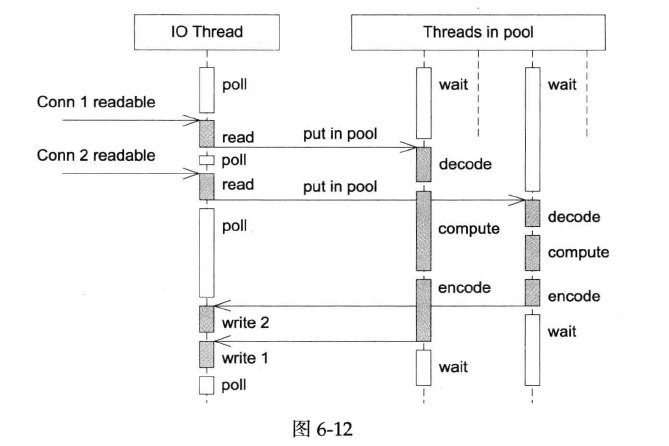 IO Thread
Threads in pool
poll
wait
wait
Conn 1 readable
read
put in pool
poll
decode
Conn 2 readable
read
put in pool
poll
compute
decode
compute
encode
encode
write 2
wait
write 1
wait
poll
图 6-12